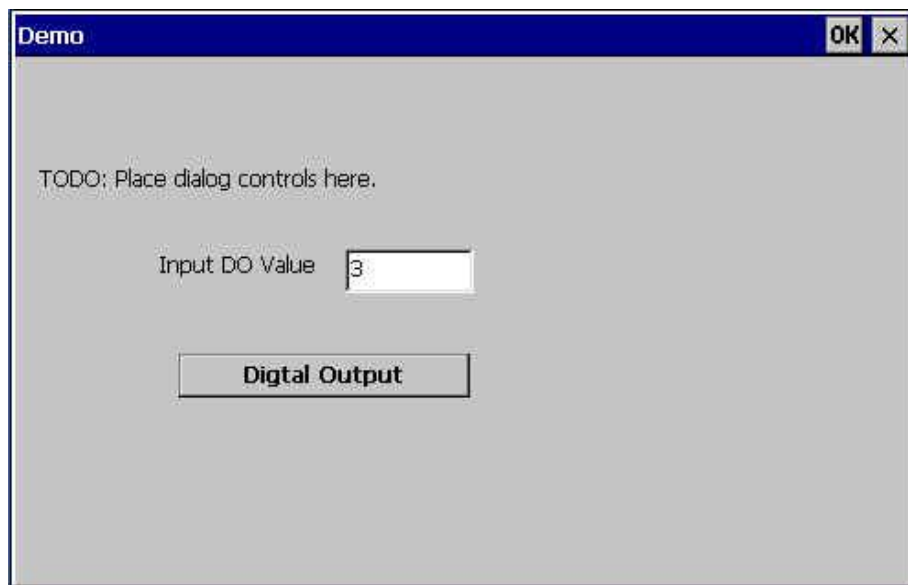 Demo OK ×
TODO: Place dialog controls here.
Input DO Value 3
Digtal Output